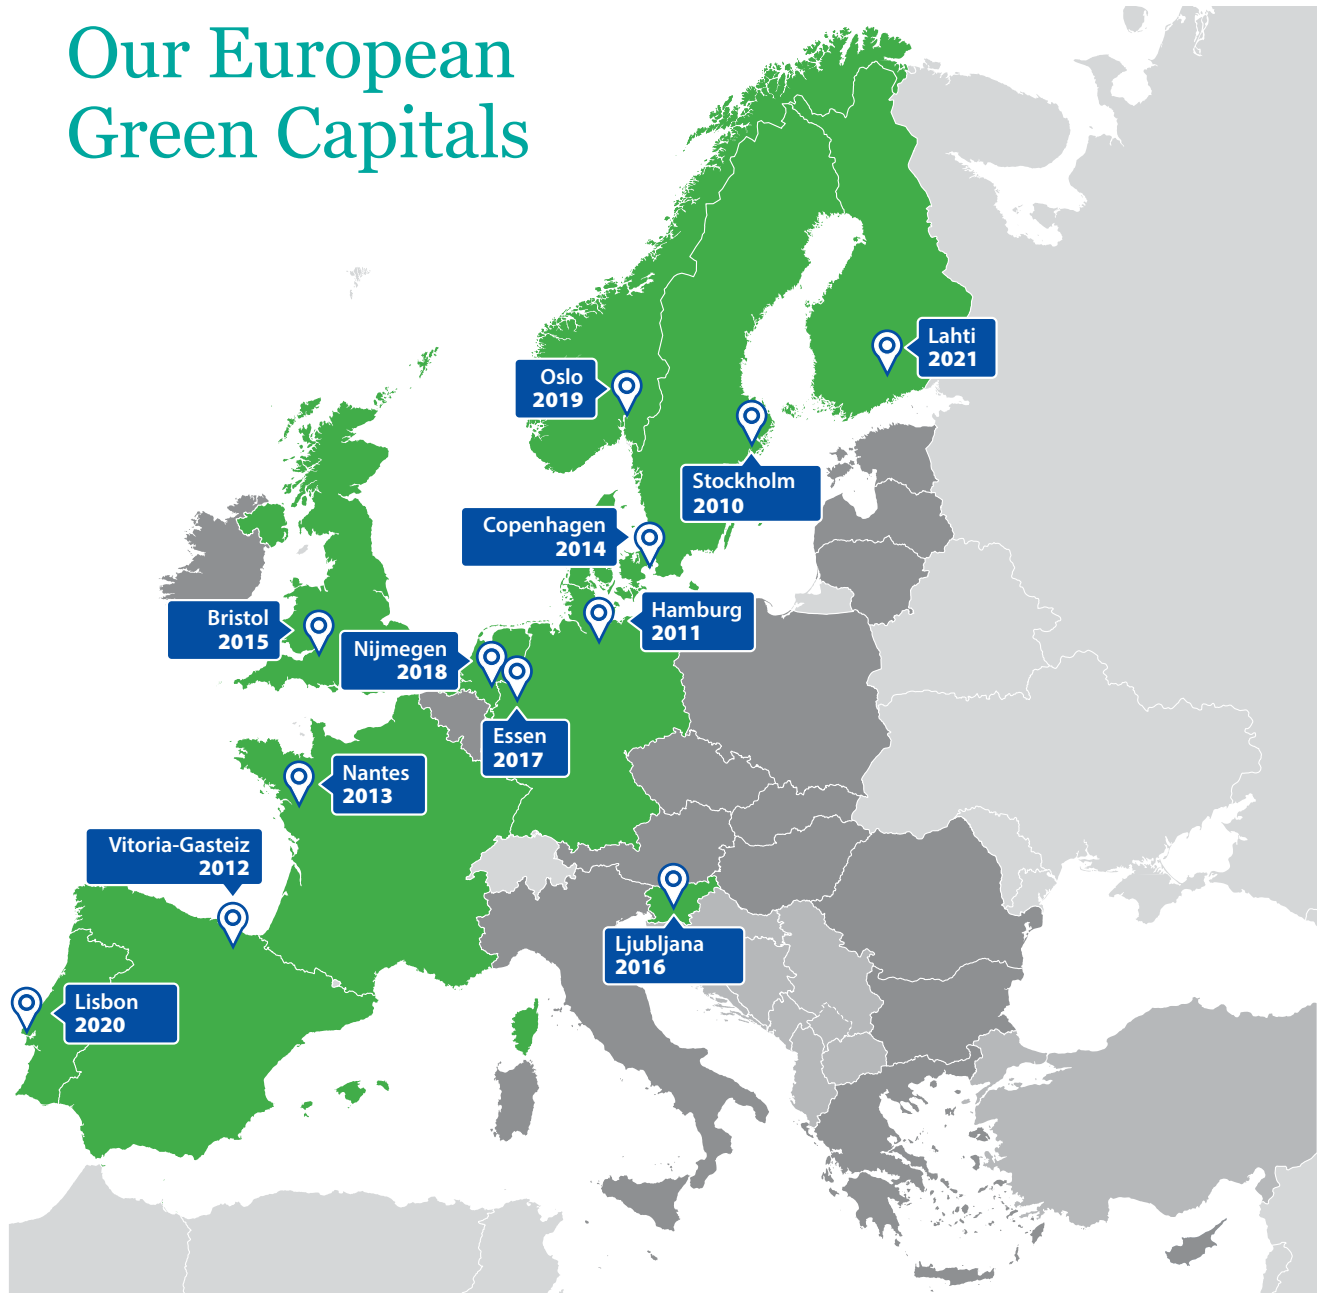 Our European
Green Capitals
Lahti
2021
Oslo
2019
Stockholm
2010
Copenhagen
2014
Hamburg
2011
Bristol
2015
Nijmegen
2018
Essen
2017
Nantes
2013
Vitoria-Gasteiz
2012
Ljubljana
2016
Lisbon
2020